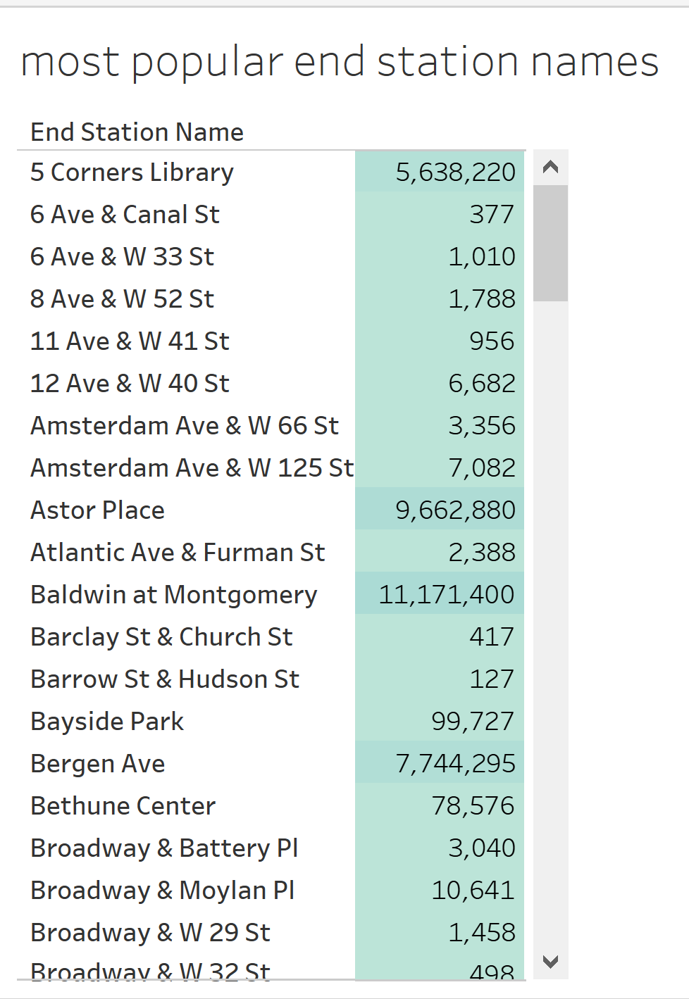 most popular end station names
End Station Name
5 Corners Library 5,638,220
6 Ave & Canal St 377
6 Ave & W 33 St 1,010
8 Ave & W 52 St 1,788
11 Ave & W 41 St 956
12 Ave & W 40 St 6,682
Amsterdam Ave & W 66 St 3,356
Amsterdam Ave & W 125 St 7,082
Astor Place 9,662,880
Atlantic Ave & Furman St 2,388
Baldwin at Montgomery 11,171,400
Barclay St & Church St 417
Barrow St & Hudson St 127
Bayside Park 99,727
Bergen Ave 7,744,295
Bethune Center 78,576
Broadway & Battery Pl 3,040
Broadway & Moylan Pl 10,641
Broadway & W 29 St 1,458
Broadway & W 32 St 498